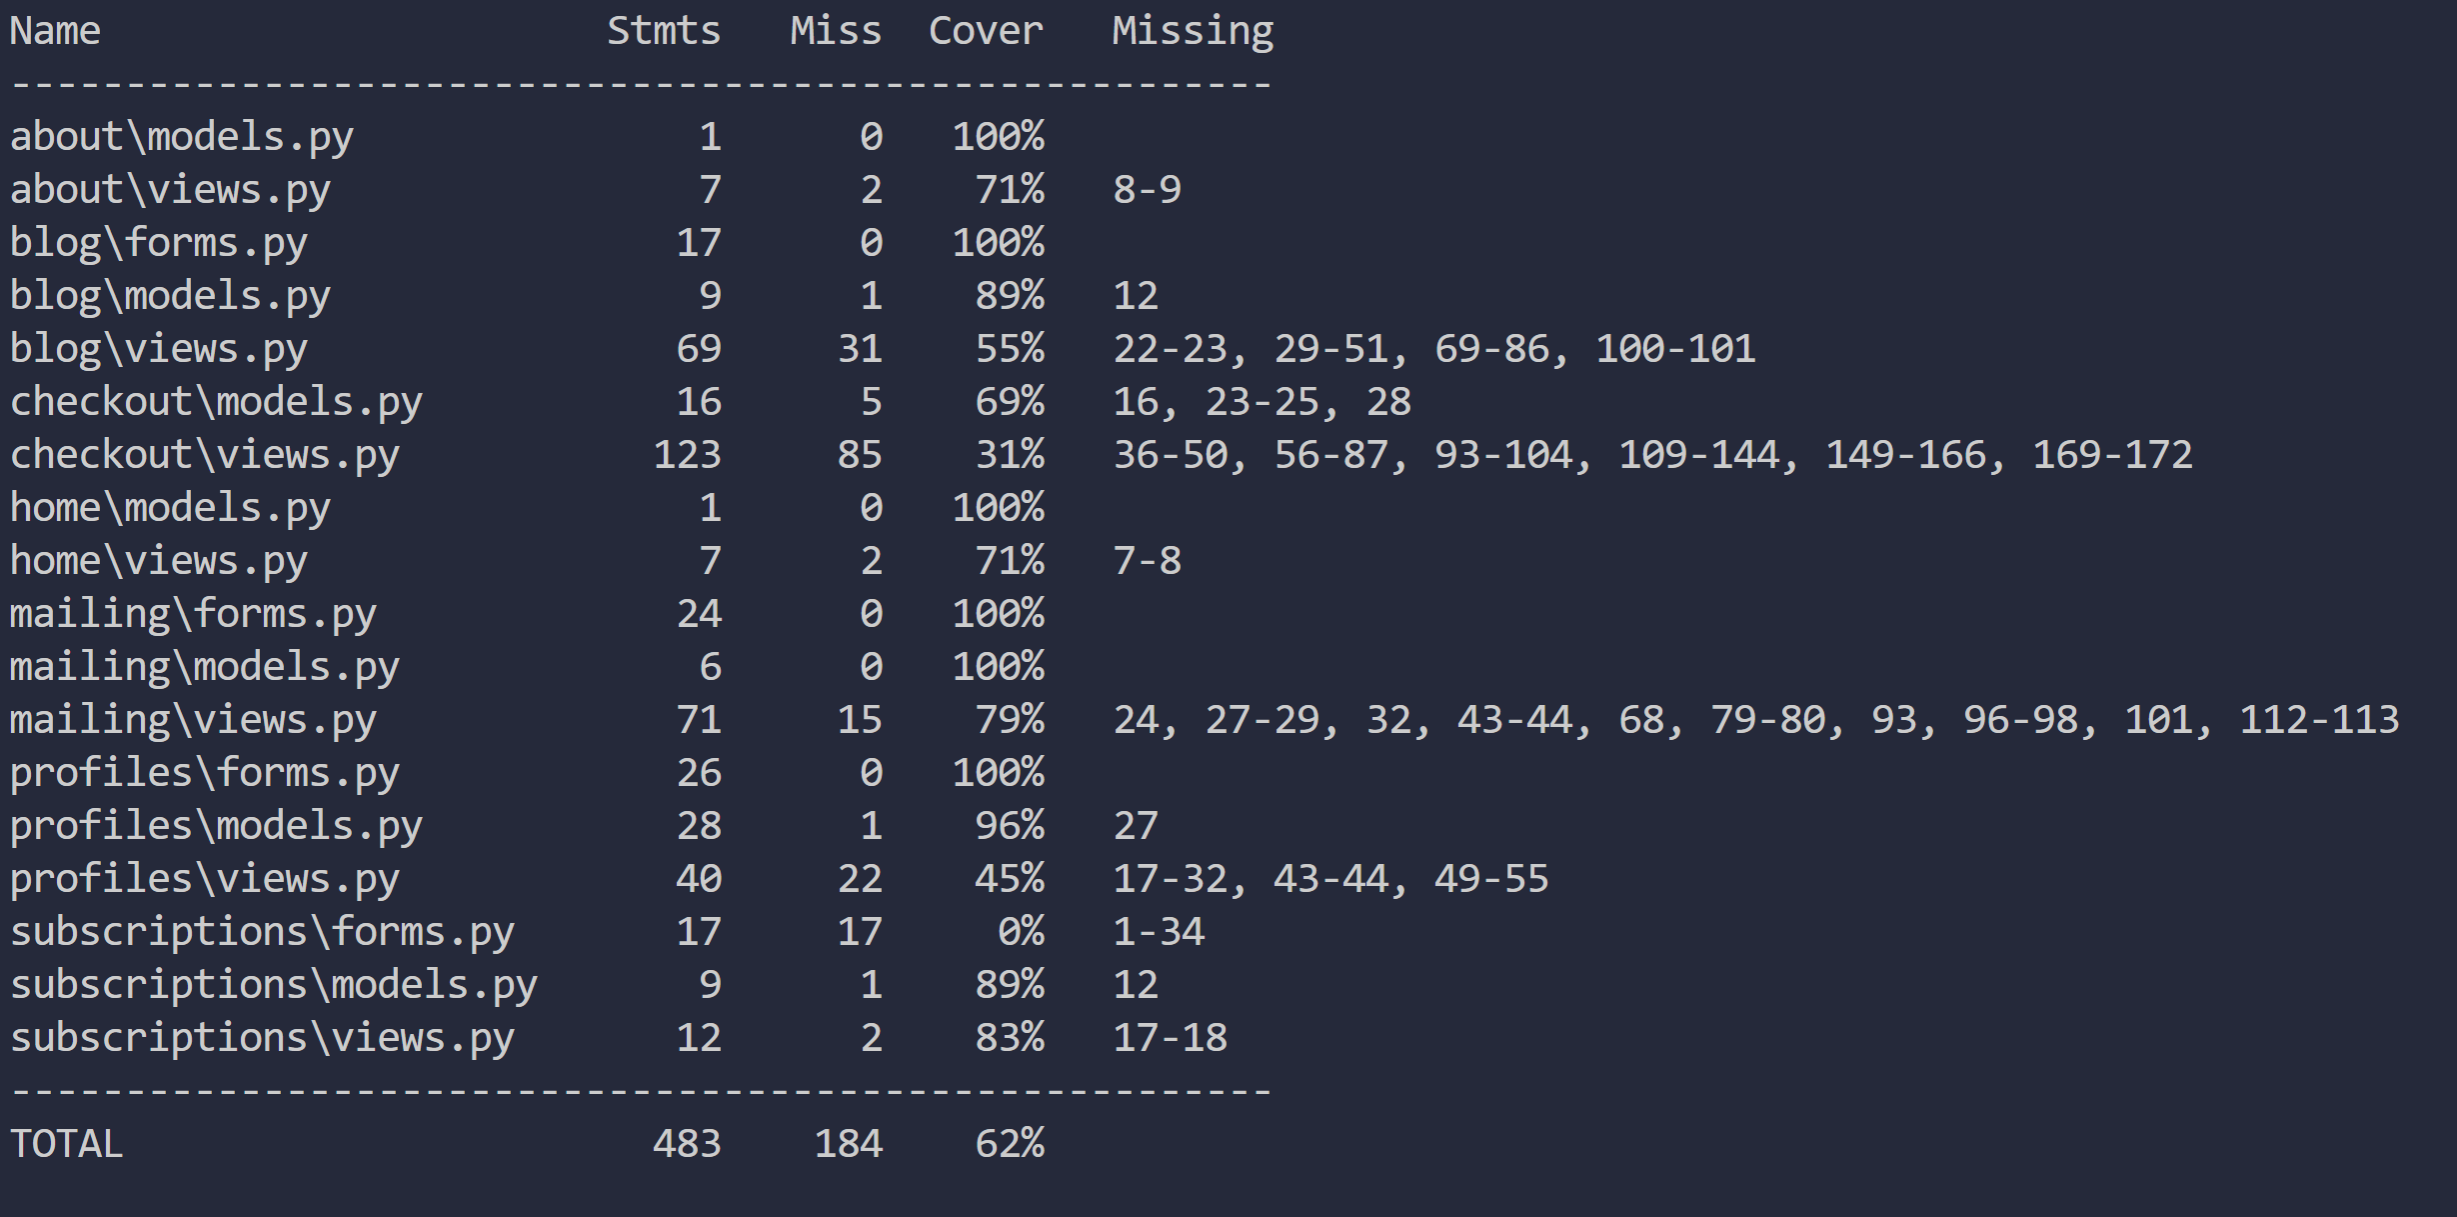 Name                      Stmts   Miss  Cover   Missing
-------------------------------------------------------
about\models.py               1      0   100%
about\views.py                7      2    71%   8-9
blog\forms.py                17      0   100%
blog\models.py                9      1    89%   12
blog\views.py                69     31    55%   22-23, 29-51, 69-86, 100-101
checkout\models.py           16      5    69%   16, 23-25, 28
checkout\views.py           123     85    31%   36-50, 56-87, 93-104, 109-144, 149-166, 169-172
home\models.py                1      0   100%
home\views.py                 7      2    71%   7-8
mailing\forms.py             24      0   100%
mailing\models.py             6      0   100%
mailing\views.py             71     15    79%   24, 27-29, 32, 43-44, 68, 79-80, 93, 96-98, 101, 112-113
profiles\forms.py            26      0   100%
profiles\models.py           28      1    96%   27
profiles\views.py            40     22    45%   17-32, 43-44, 49-55
subscriptions\forms.py       17     17     0%   1-34
subscriptions\models.py       9      1    89%   12
subscriptions\views.py       12      2    83%   17-18
-------------------------------------------------------
TOTAL                       483    184    62%